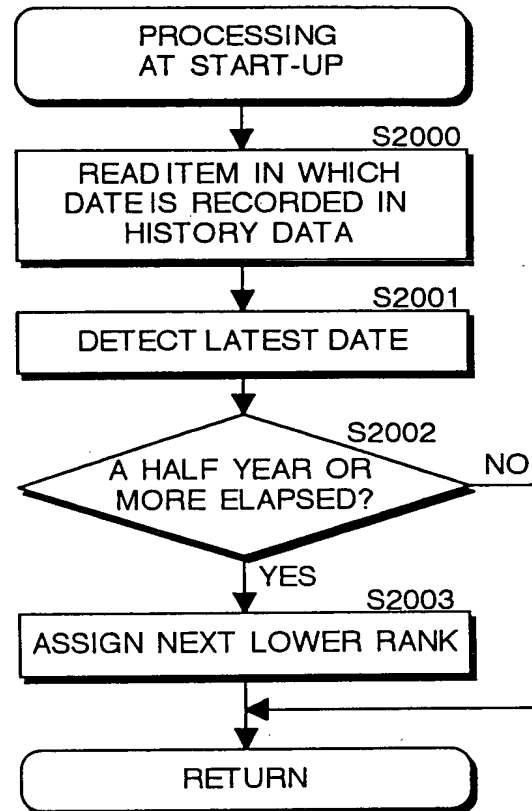 PROCESSING
AT START-UP
S2000
READ ITEM IN WHICH
DATE IS RECORDED IN
HISTORY DATA
S2001
DETECT LATEST DATE
S2002
A HALF YEAR OR
MORE ELAPSED?
NO
YES
S2003
ASSIGN NEXT LOWER RANK
RETURN